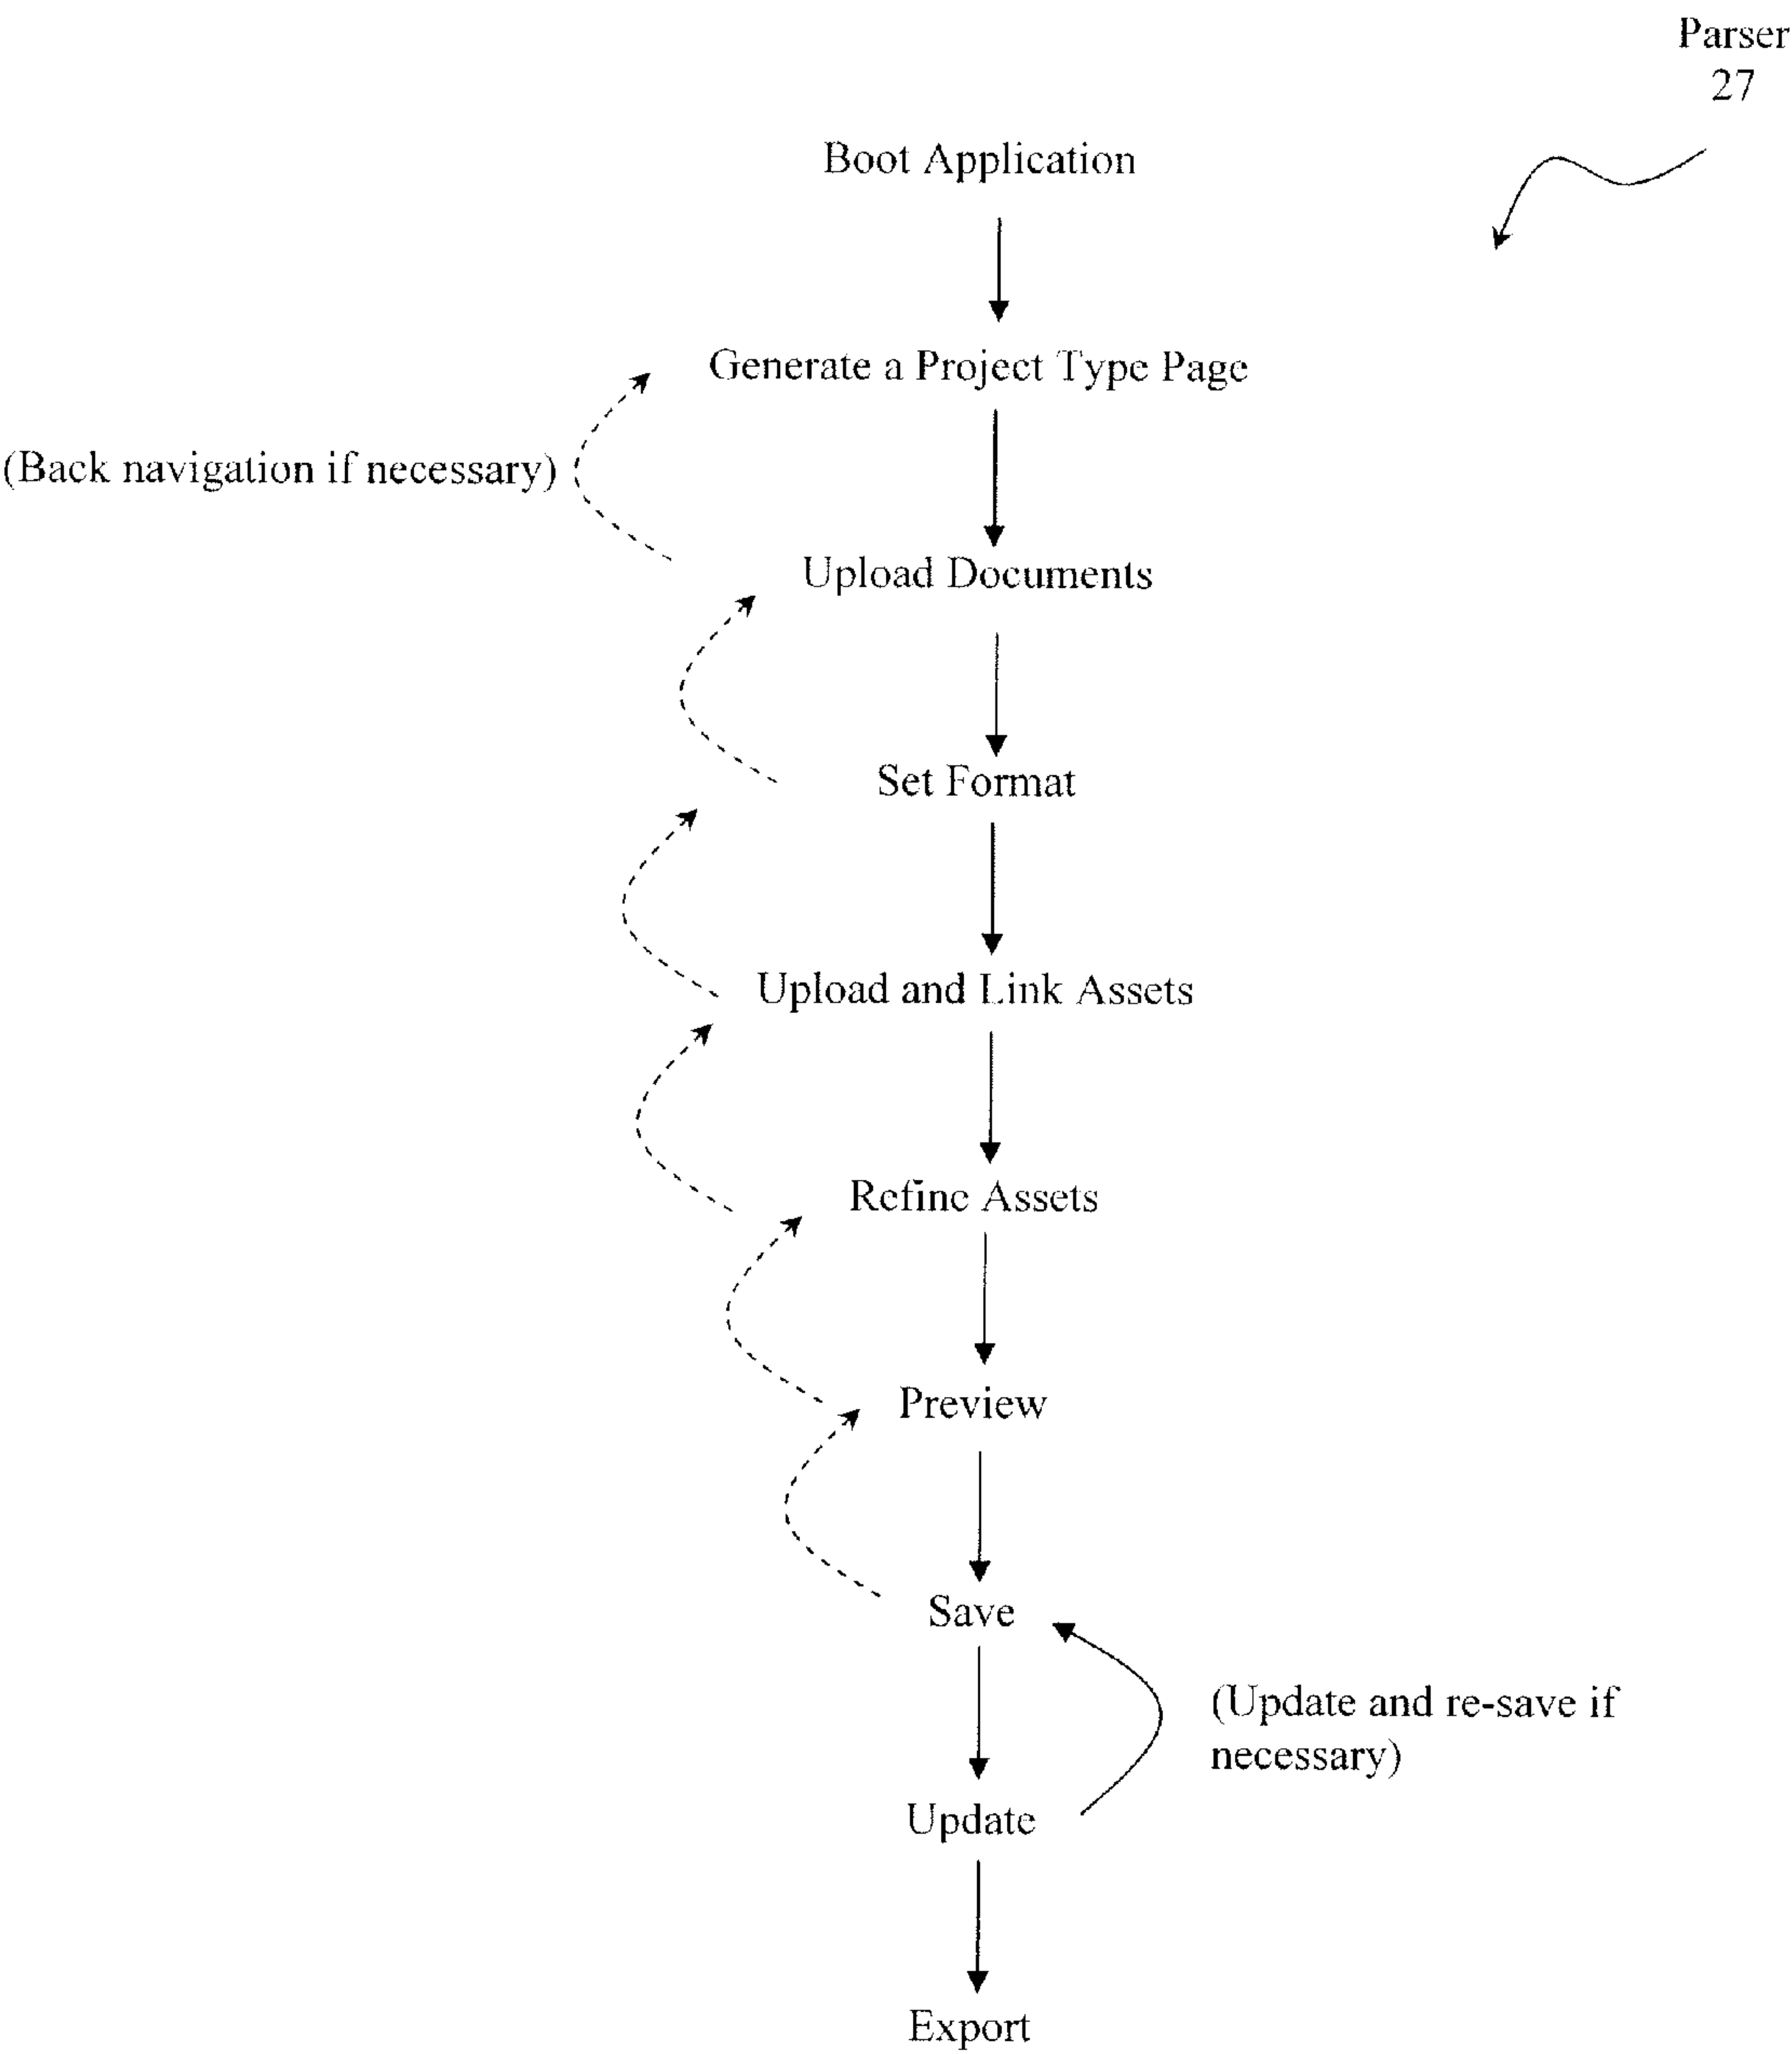 Parser
27
Boot Application
Generate a Project Type Page
(Back navigation if necessary)
Upload Documents
Set Format
Upload and Link Assets
Refine Assets
Preview
Save
(Update and re-save if
necessary)
Update
Export